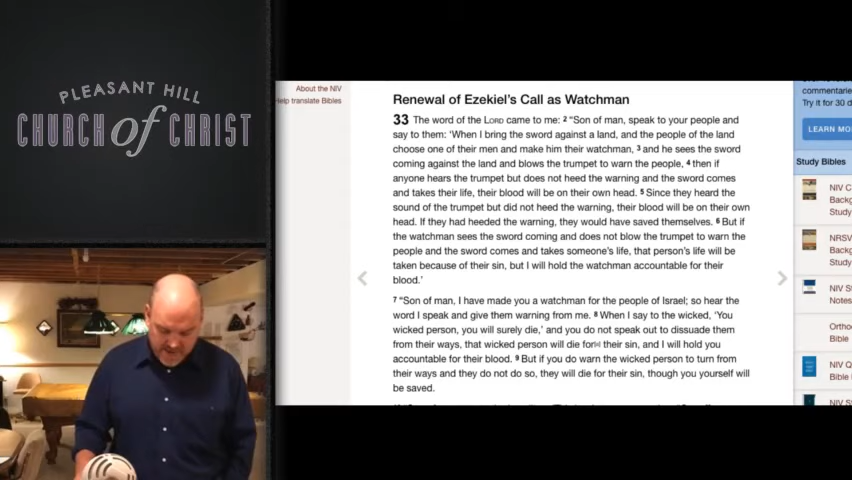 PLEASANT HILL
CHURCH of CHRIST
About the NIV
Help translate Bibles
Renewal of Ezekiel's Call as Watchman
33 The word of the LORD came to me: 2 "Son of man, speak to your people and
say to them: 'When I bring the sword against a land, and the people of the land
choose one of their men and make him their watchman, 3 and he sees the sword
coming against the land and blows the trumpet to warn the people, 4 then if
anyone hears the trumpet but does not heed the warning and the sword comes
and takes their life, their blood will be on their own head. 5 Since they heard the
sound of the trumpet but did not heed the warning, their blood will be on their own
head. If they had heeded the warning, they would have saved themselves. 6 But if
the watchman sees the sword coming and does not blow the trumpet to warn the
people and the sword comes and takes someone's life, that person's life will be
taken because of their sin, but I will hold the watchman accountable for their
blood.'
7 "Son of man, I have made you a watchman for the people of Israel; so hear the
word I speak and give them warning from me. 8 When I say to the wicked, 'You
wicked person, you will surely die,' and you do not speak out to dissuade them
from their ways, that wicked person will die for[a] their sin, and I will hold you
accountable for their blood. 9 But if you do warn the wicked person to turn from
their ways and they do not do so, they will die for their sin, though you yourself will
be saved.
commentaries
Try it for 30 d
LEARN MO
Study Bibles
NIV C
Backg
Study
NRSV
Backg
Study
NIV St
Notes
Ortho
Bible
NIV Q
Bible
NIV S